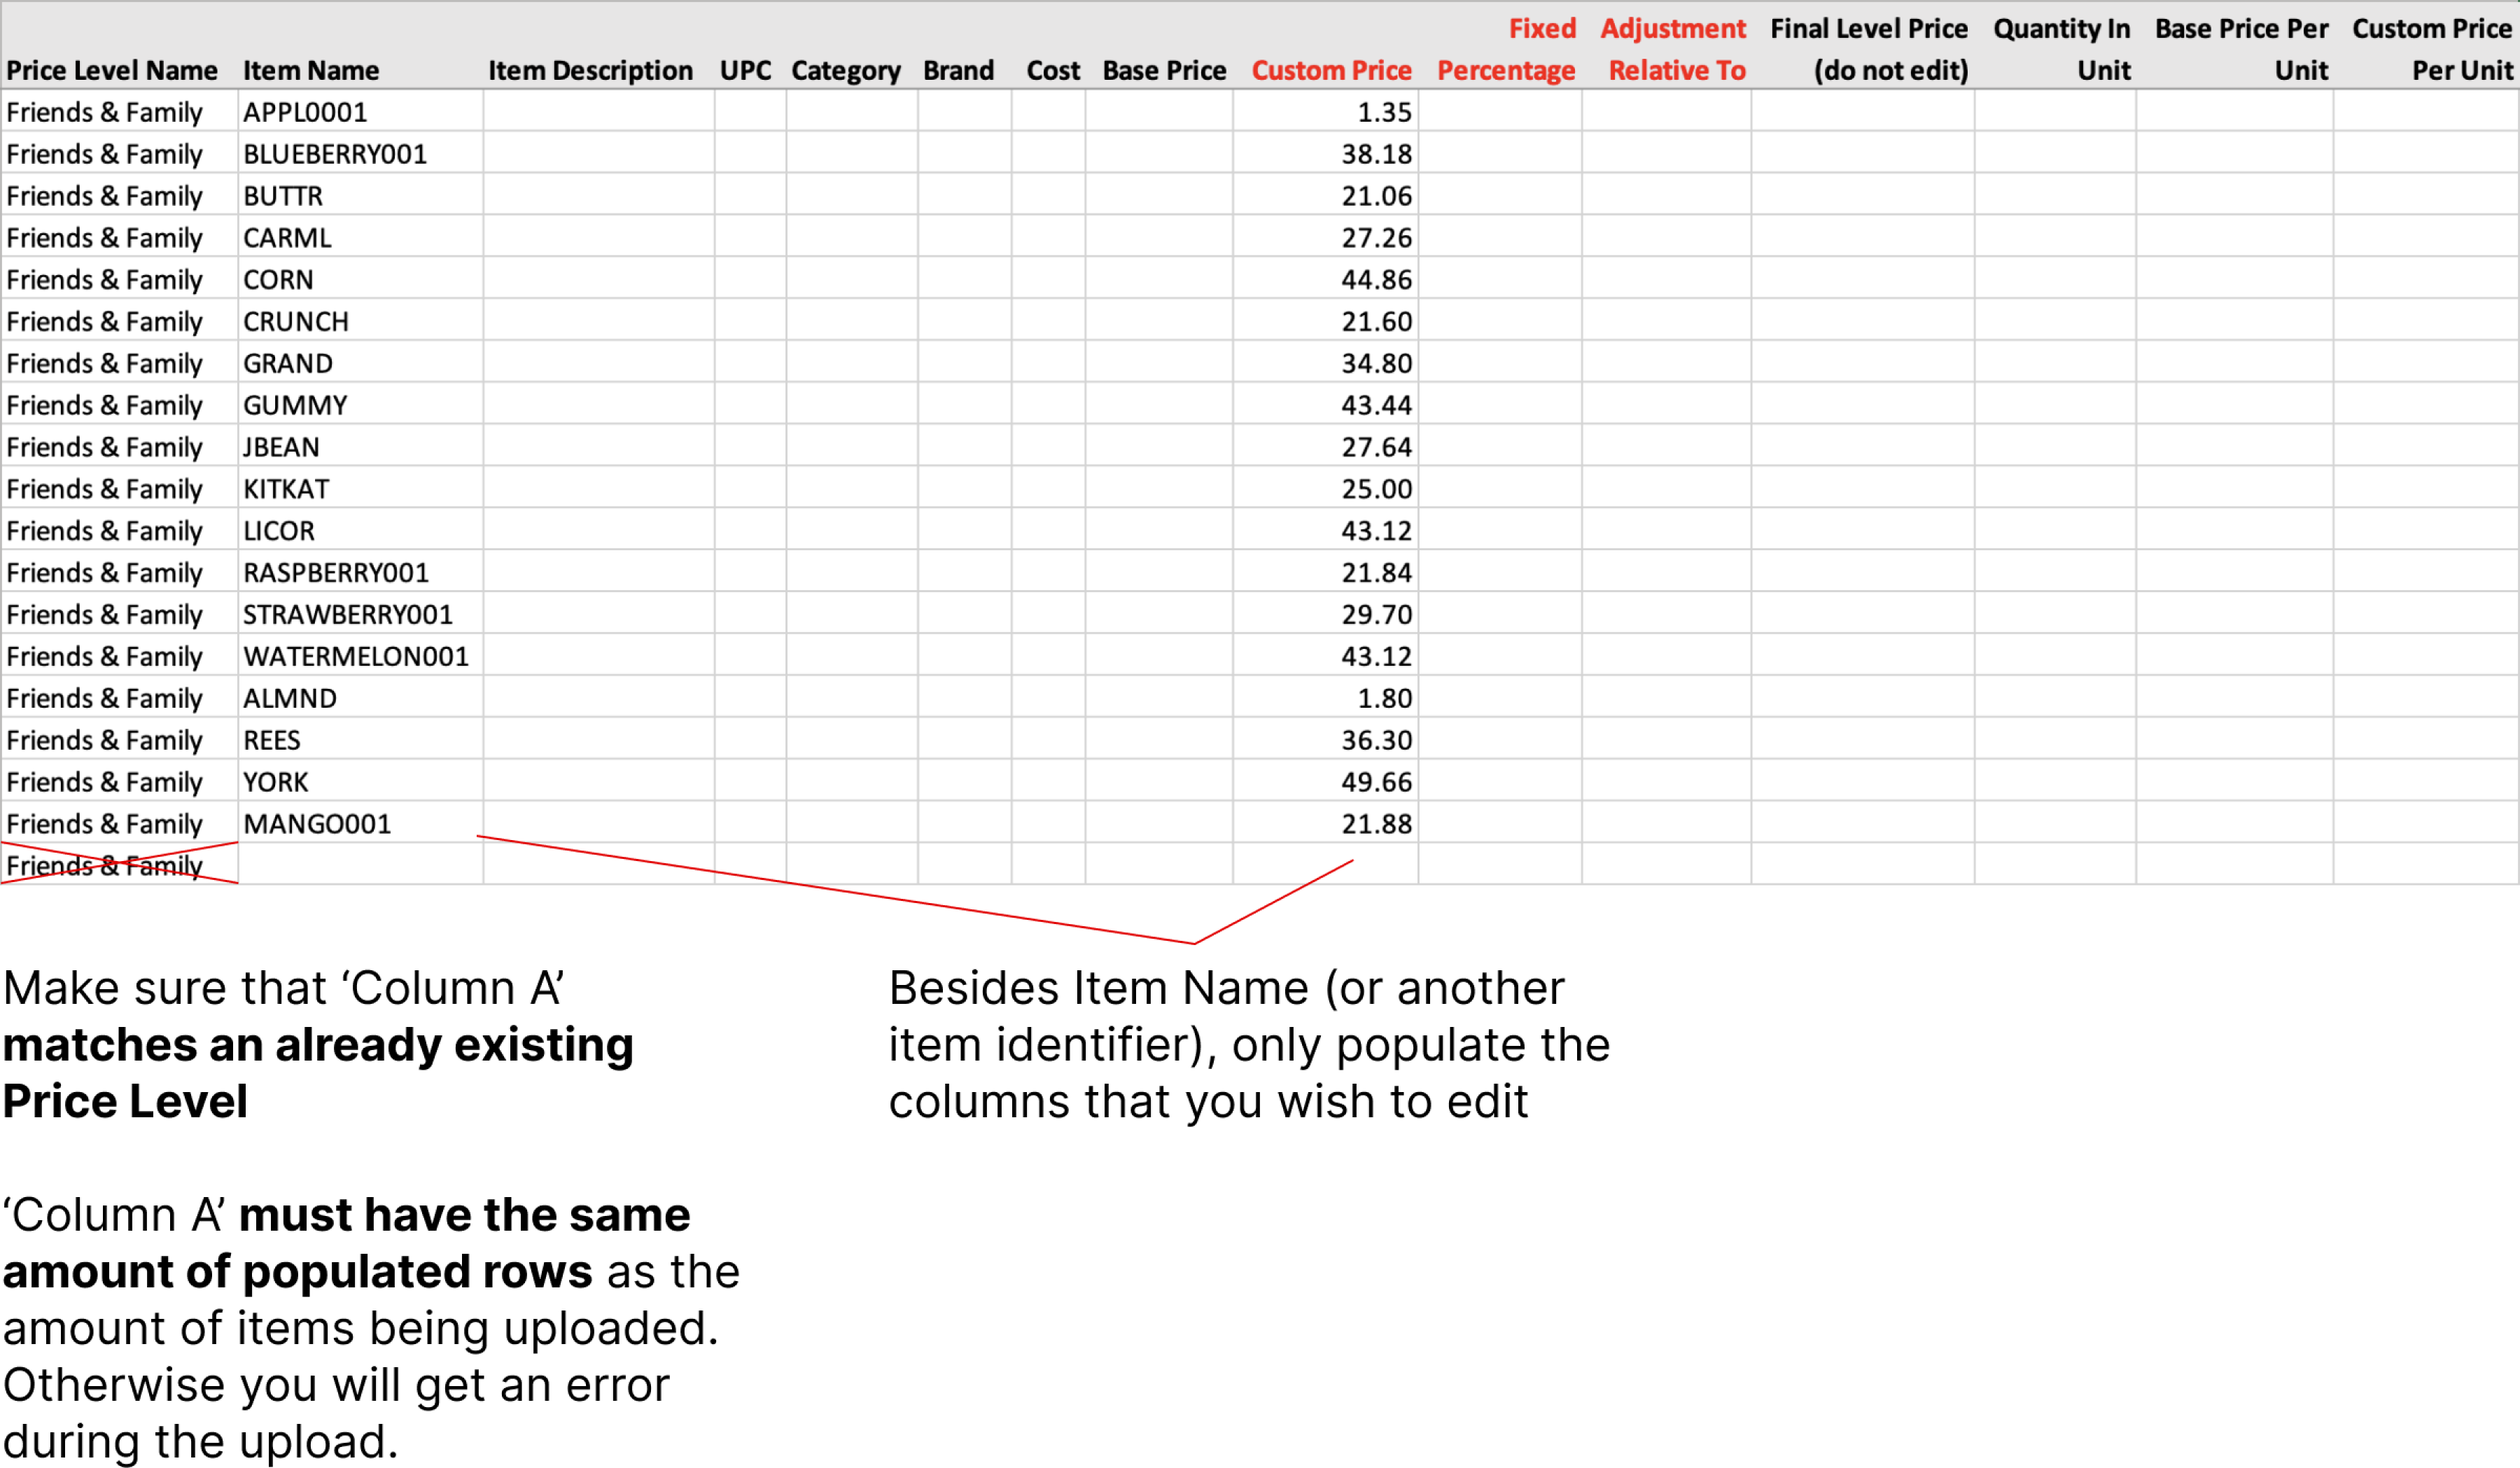 Price Level Name Item Name Item Description UPC Category Brand Cost Base Price Custom Price Fixed Percentage Adjustment Relative To Final Level Price (do not edit) Quantity In Unit Base Price Per Unit Custom Price Per Unit
Friends & Family APPL0001 1.35
Friends & Family BLUEBERRY001 38.18
Friends & Family BUTTR 21.06
Friends & Family CARML 27.26
Friends & Family CORN 44.86
Friends & Family CRUNCH 21.60
Friends & Family GRAND 34.80
Friends & Family GUMMY 43.44
Friends & Family JBEAN 27.64
Friends & Family KITKAT 25.00
Friends & Family LICOR 43.12
Friends & Family RASPBERRY001 21.84
Friends & Family STRAWBERRY001 29.70
Friends & Family WATERMELON001 43.12
Friends & Family ALMND 1.80
Friends & Family REES 36.30
Friends & Family YORK 49.66
Friends & Family MANGO001 21.88
Friends & Family
Make sure that ‘Column A’
matches an already existing
Price Level
‘Column A’ must have the same
amount of populated rows as the
amount of items being uploaded.
Otherwise you will get an error
during the upload.
Besides Item Name (or another
item identifier), only populate the
columns that you wish to edit